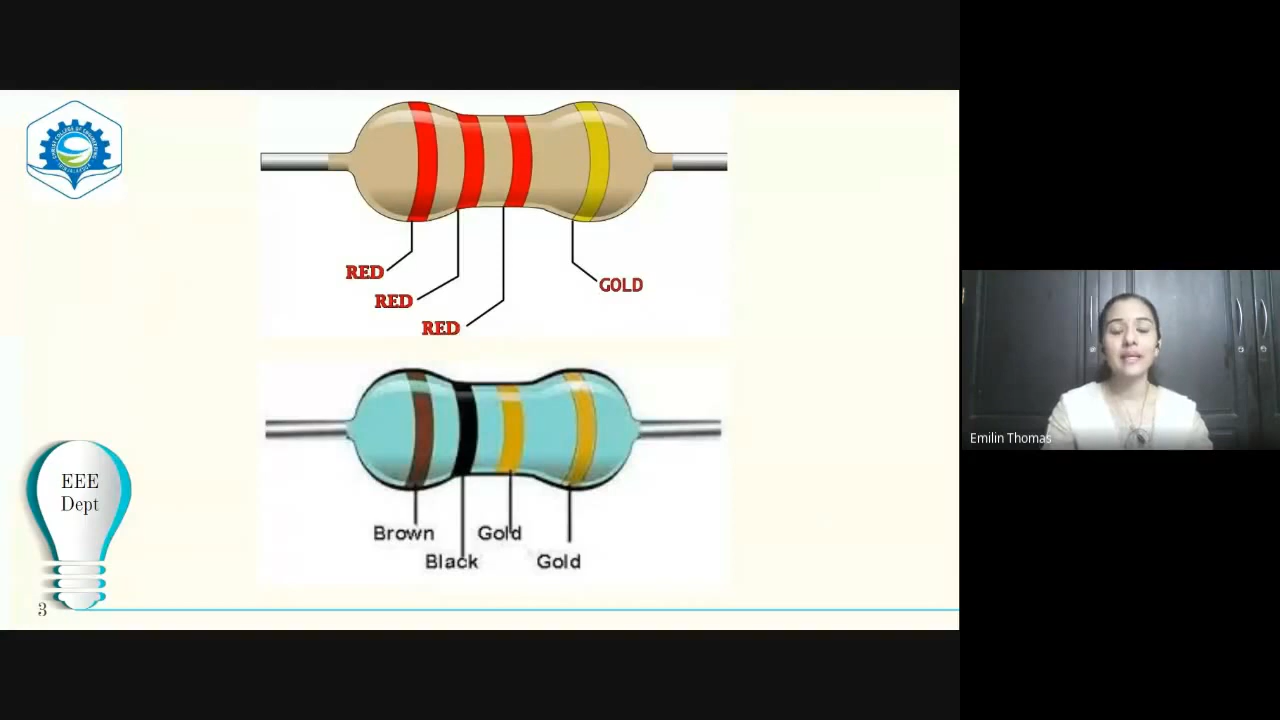 RED
RED
RED
GOLD
Brown
Black
Gold
Gold
EEE
Dept
3
Emilin Thomas